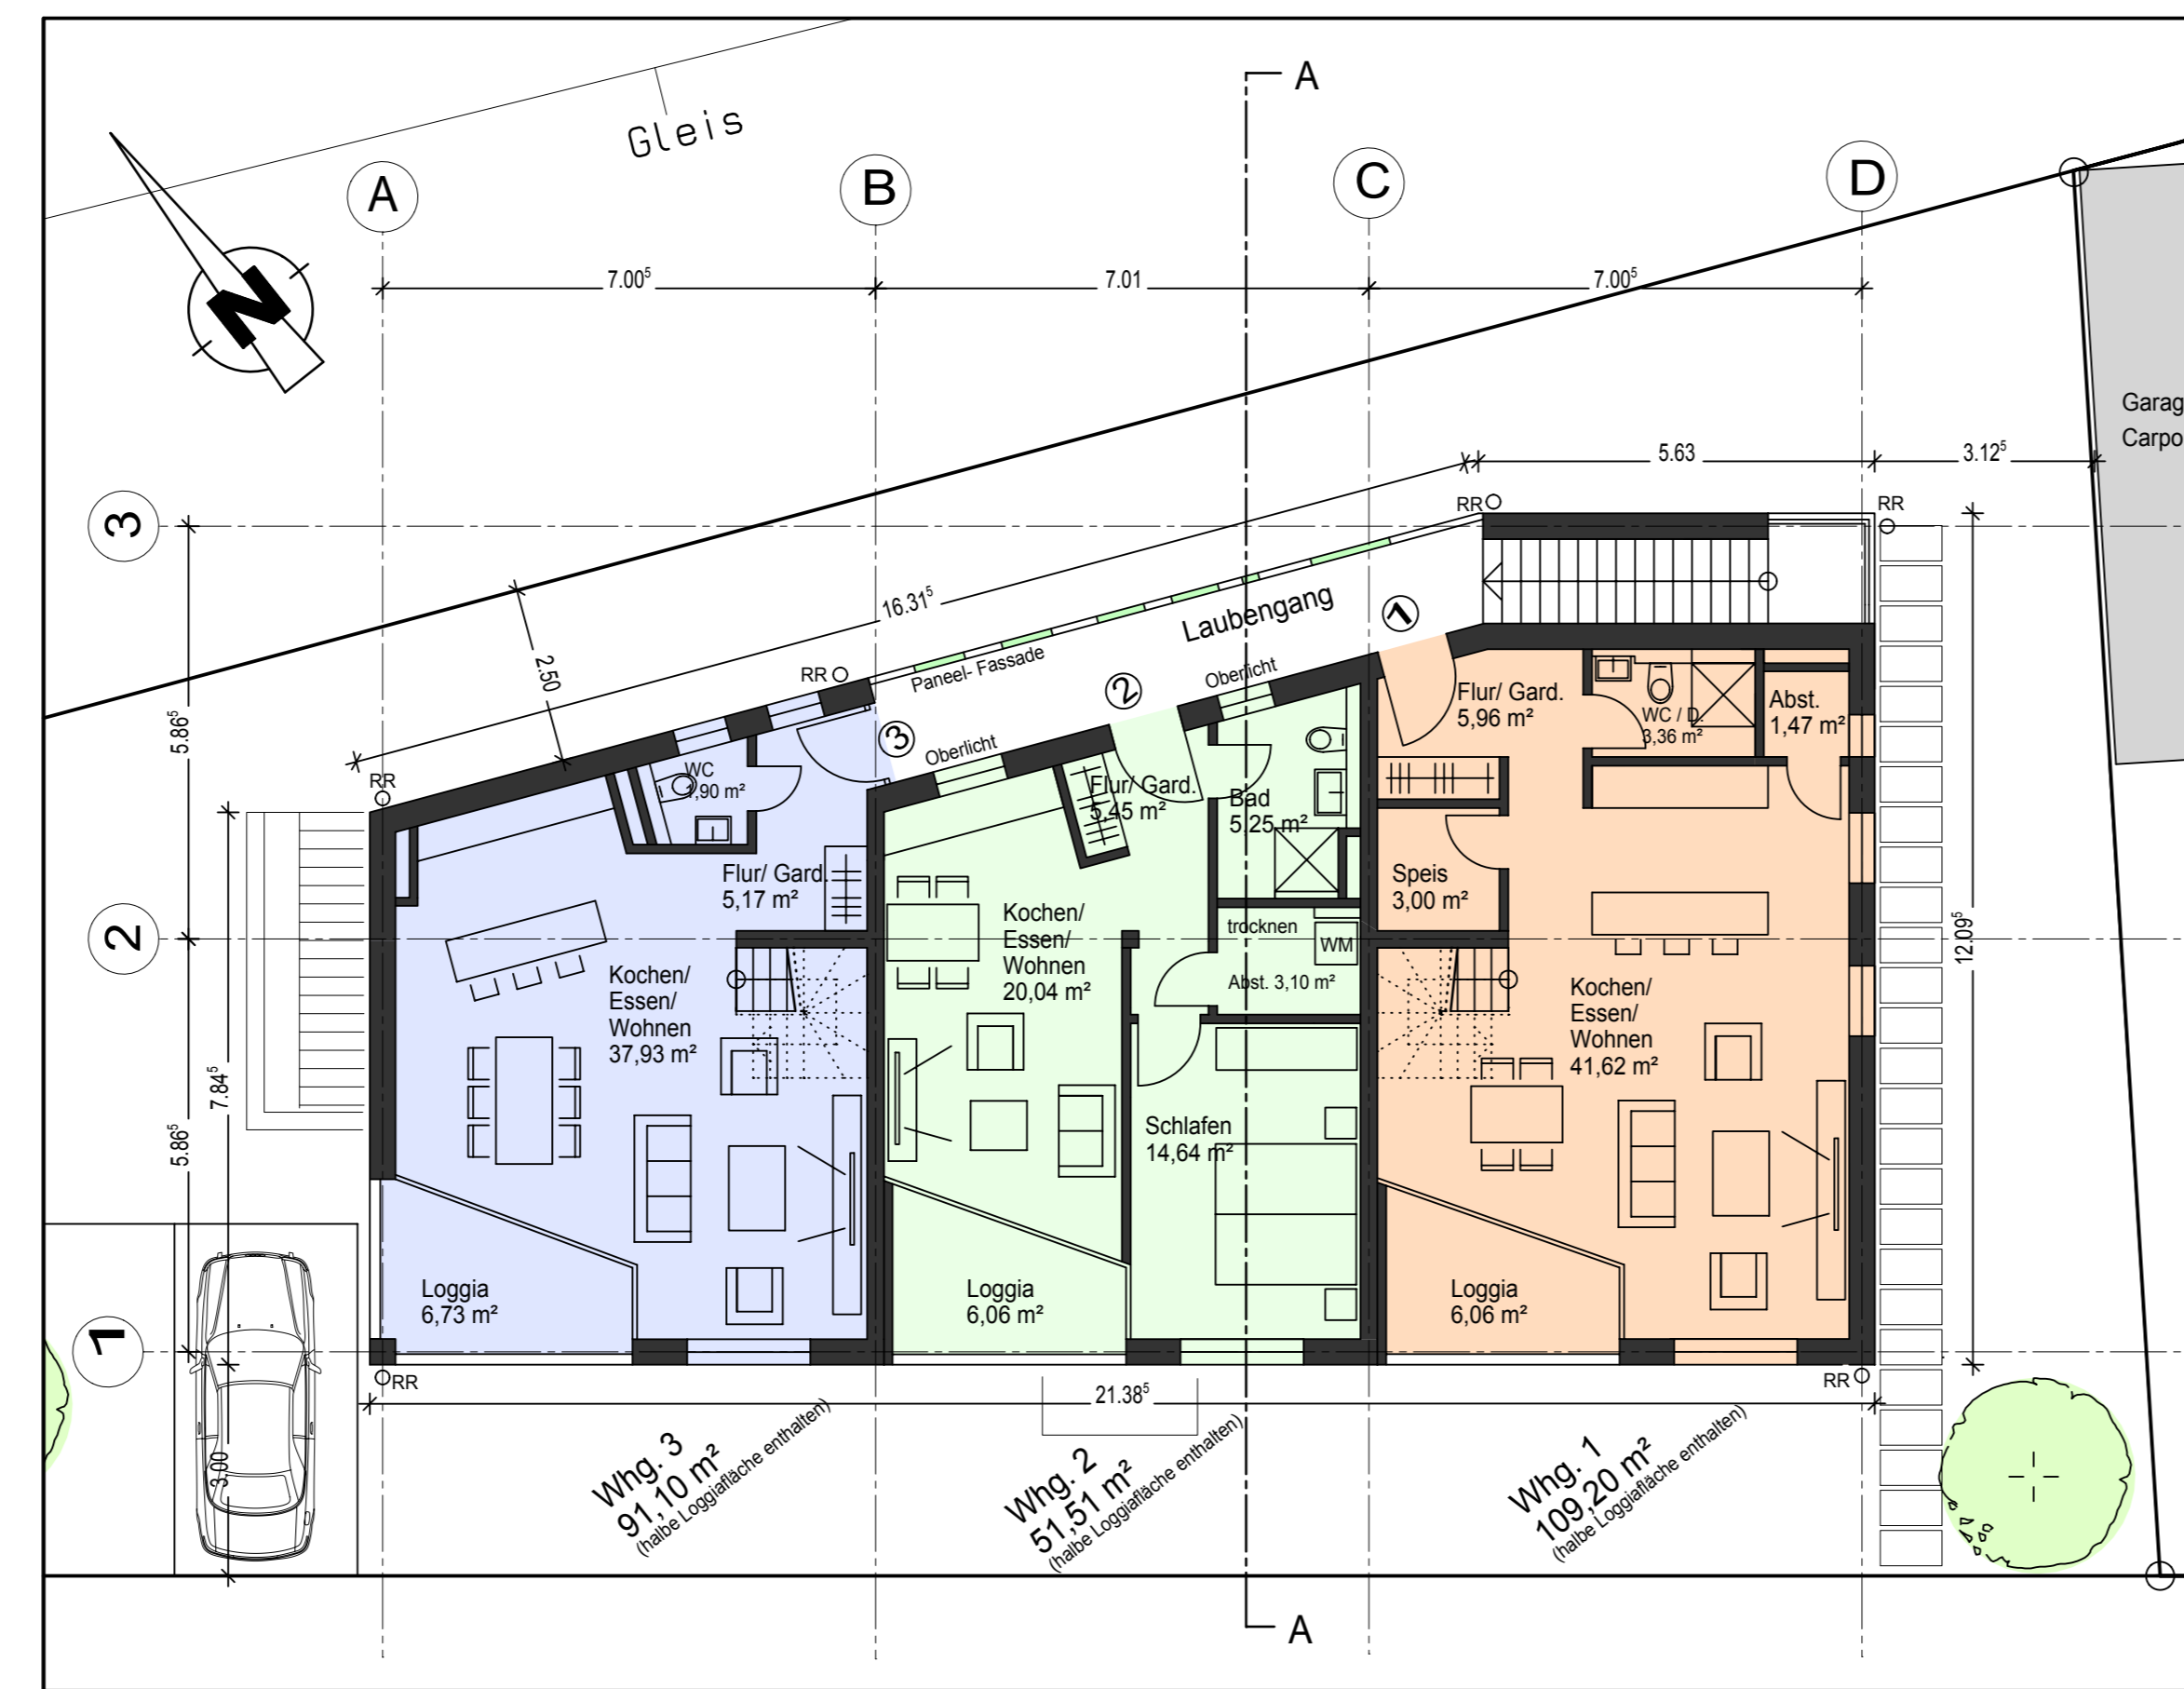 A
Gleis
A
B
C
D
N
7.00⁵
7.01
7.00⁵
Garag
Carpo
5.63
3.12⁵
RR
RR
3
16.31⁵
Laubengang
1
2.50
RR
Paneel- Fassade
2
Oberlicht
Flur/ Gard.
5,96 m²
WC / D.
3,36 m²
Abst.
1,47 m²
5.86⁵
3
Oberlicht
RR
WC
1,90 m²
Flur/ Gard.
5,45 m²
Bad
5,25 m²
Flur/ Gard.
5,17 m²
Speis
3,00 m²
2
Kochen/
Essen/
Wohnen
20,04 m²
trocknen
WM
Abst. 3,10 m²
12.09⁵
Kochen/
Essen/
Wohnen
37,93 m²
Kochen/
Essen/
Wohnen
41,62 m²
7.84⁵
5.86⁵
Schlafen
14,64 m²
Loggia
6,73 m²
Loggia
6,06 m²
Loggia
6,06 m²
1
RR
RR
21.38⁵
3.00
Whg. 3
91,10 m²
(halbe Loggiafläche enthalten)
Whg. 2
51,51 m²
(halbe Loggiafläche enthalten)
Whg. 1
109,20 m²
(halbe Loggiafläche enthalten)
A